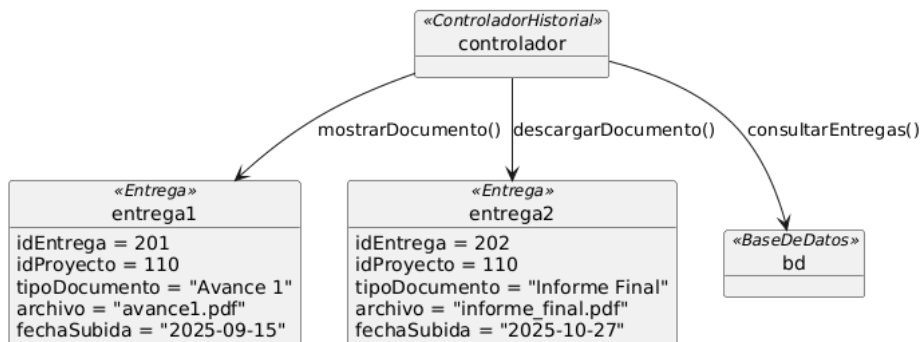 «ControladorHistorial»
controlador
mostrarDocumento()
descargarDocumento()
consultarEntregas()
«Entrega»
entrega1
idEntrega = 201
idProyecto = 110
tipoDocumento = "Avance 1"
archivo = "avance1.pdf"
fechaSubida = "2025-09-15"
«Entrega»
entrega2
idEntrega = 202
idProyecto = 110
tipoDocumento = "Informe Final"
archivo = "informe_final.pdf"
fechaSubida = "2025-10-27"
«BaseDeDatos»
bd